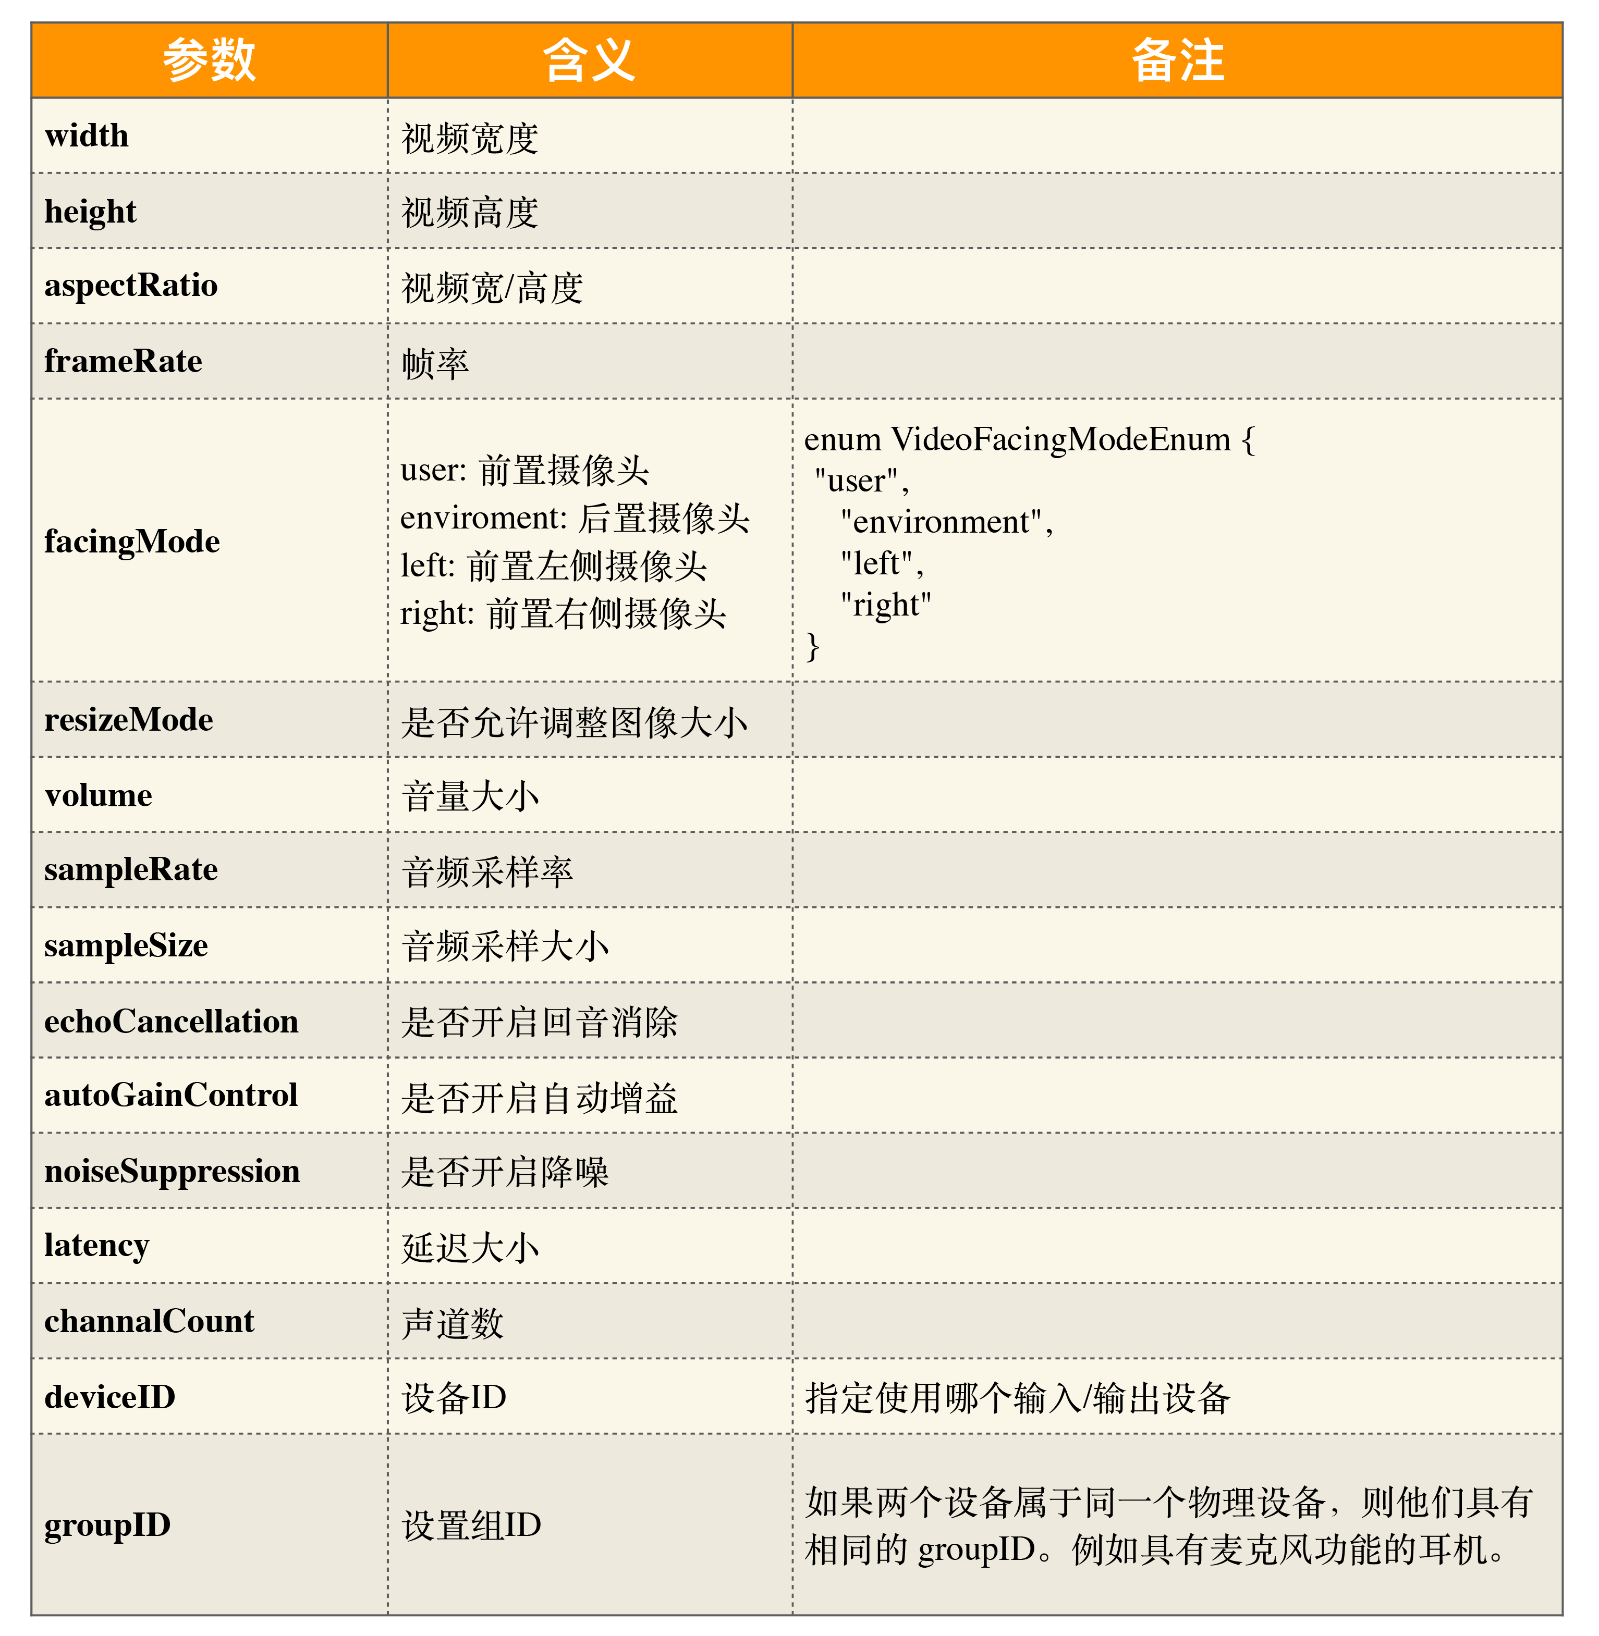 参数 含义 备注
width 视频宽度
height 视频高度
aspectRatio 视频宽/高度
frameRate 帧率
facingMode
user: 前置摄像头
enviroment: 后置摄像头
left: 前置左侧摄像头
right: 前置右侧摄像头
enum VideoFacingModeEnum {
"user",
"environment",
"left",
"right"
}
resizeMode 是否允许调整图像大小
volume 音量大小
sampleRate 音频采样率
sampleSize 音频采样大小
echoCancellation 是否开启回音消除
autoGainControl 是否开启自动增益
noiseSuppression 是否开启降噪
latency 延迟大小
channalCount 声道数
deviceID 设备ID 指定使用哪个输入/输出设备
groupID 设置组ID
如果两个设备属于同一个物理设备，则他们具有
相同的 groupID。例如具有麦克风功能的耳机。